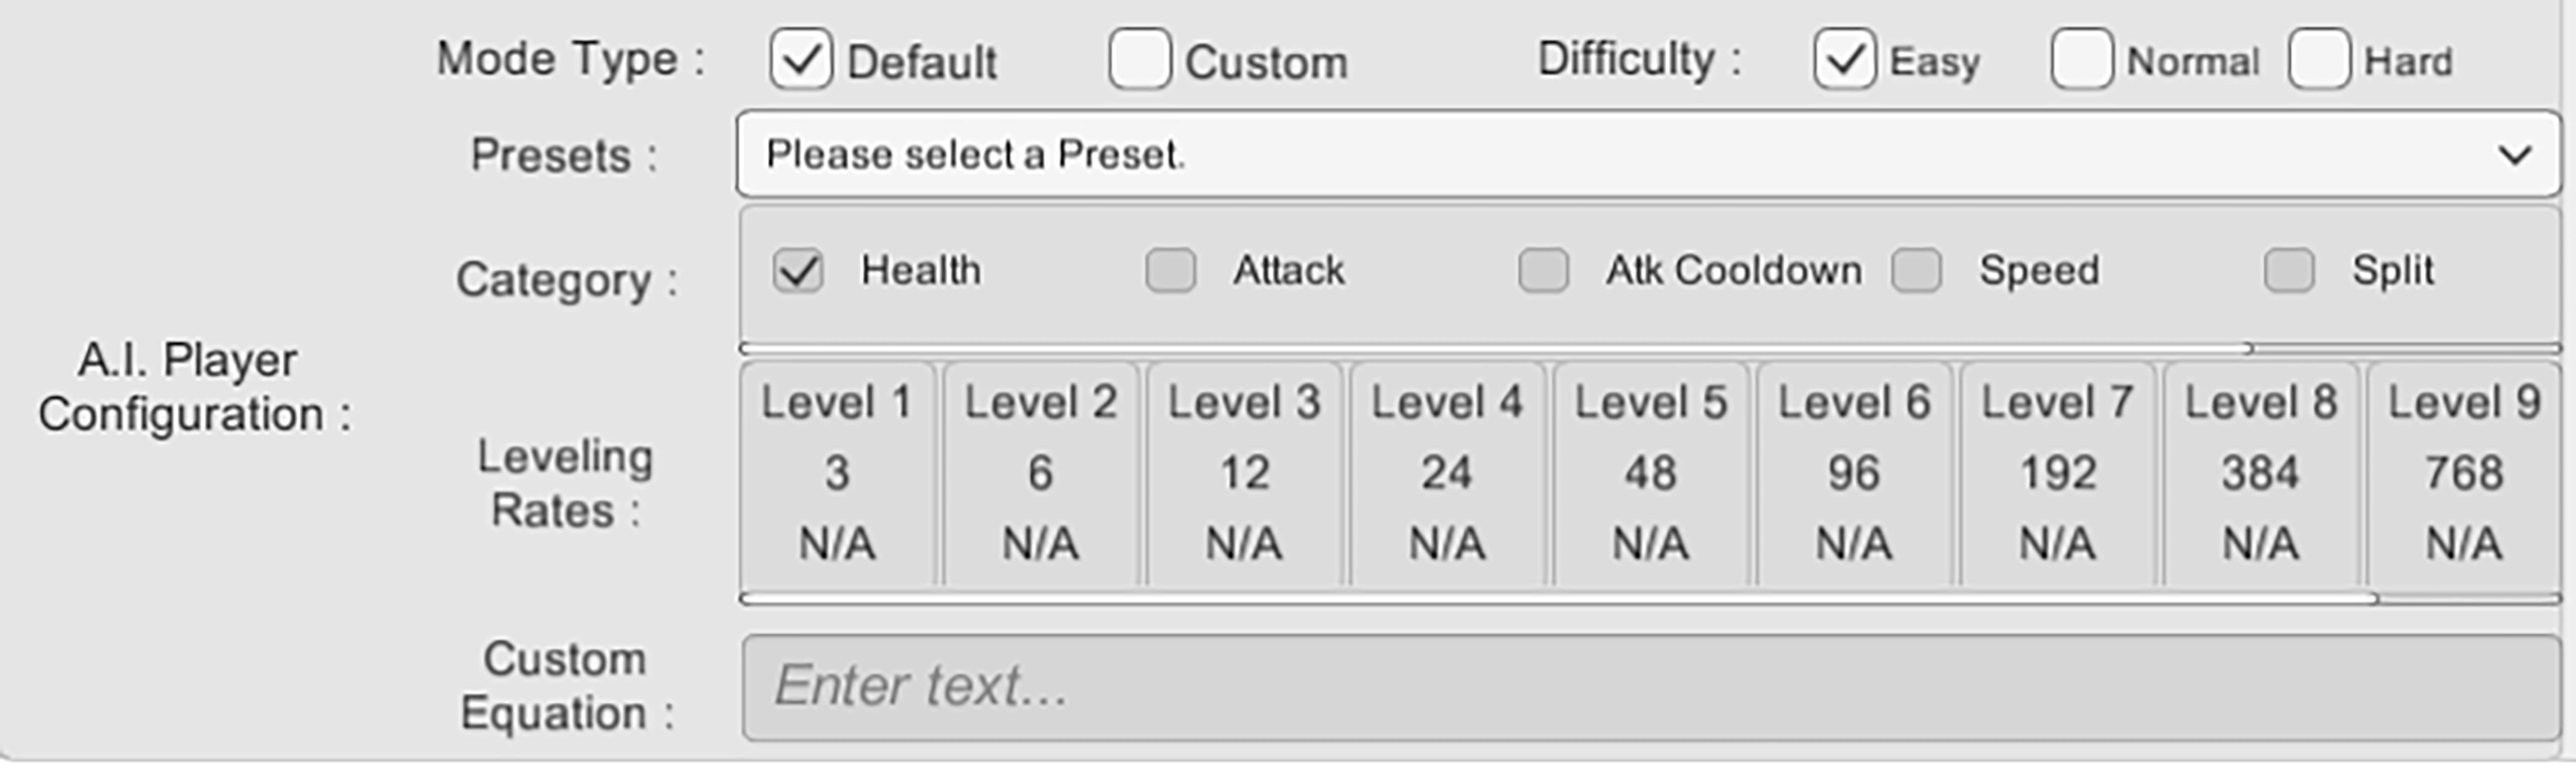 Mode Type : Default Custom Difficulty : Easy Normal Hard
Presets : Please select a Preset.
Category : Health Attack Atk Cooldown Speed Split
A.I. Player
Configuration :
Leveling
Rates :
Level 1 Level 2 Level 3 Level 4 Level 5 Level 6 Level 7 Level 8 Level 9
3 6 12 24 48 96 192 384 768
N/A N/A N/A N/A N/A N/A N/A N/A N/A
Custom
Equation :
Enter text...